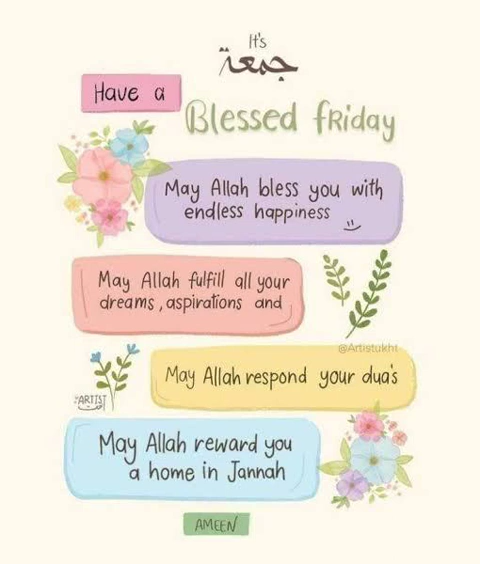 It's
جمعة
Have a
Blessed friday
May Allah bless you with
endless happiness
May Allah fulfill all your
dreams, aspirations and
@Artistukht
May Allah respond your dua's
ARTIST
May Allah reward you
a home in Jannah
AMEEN